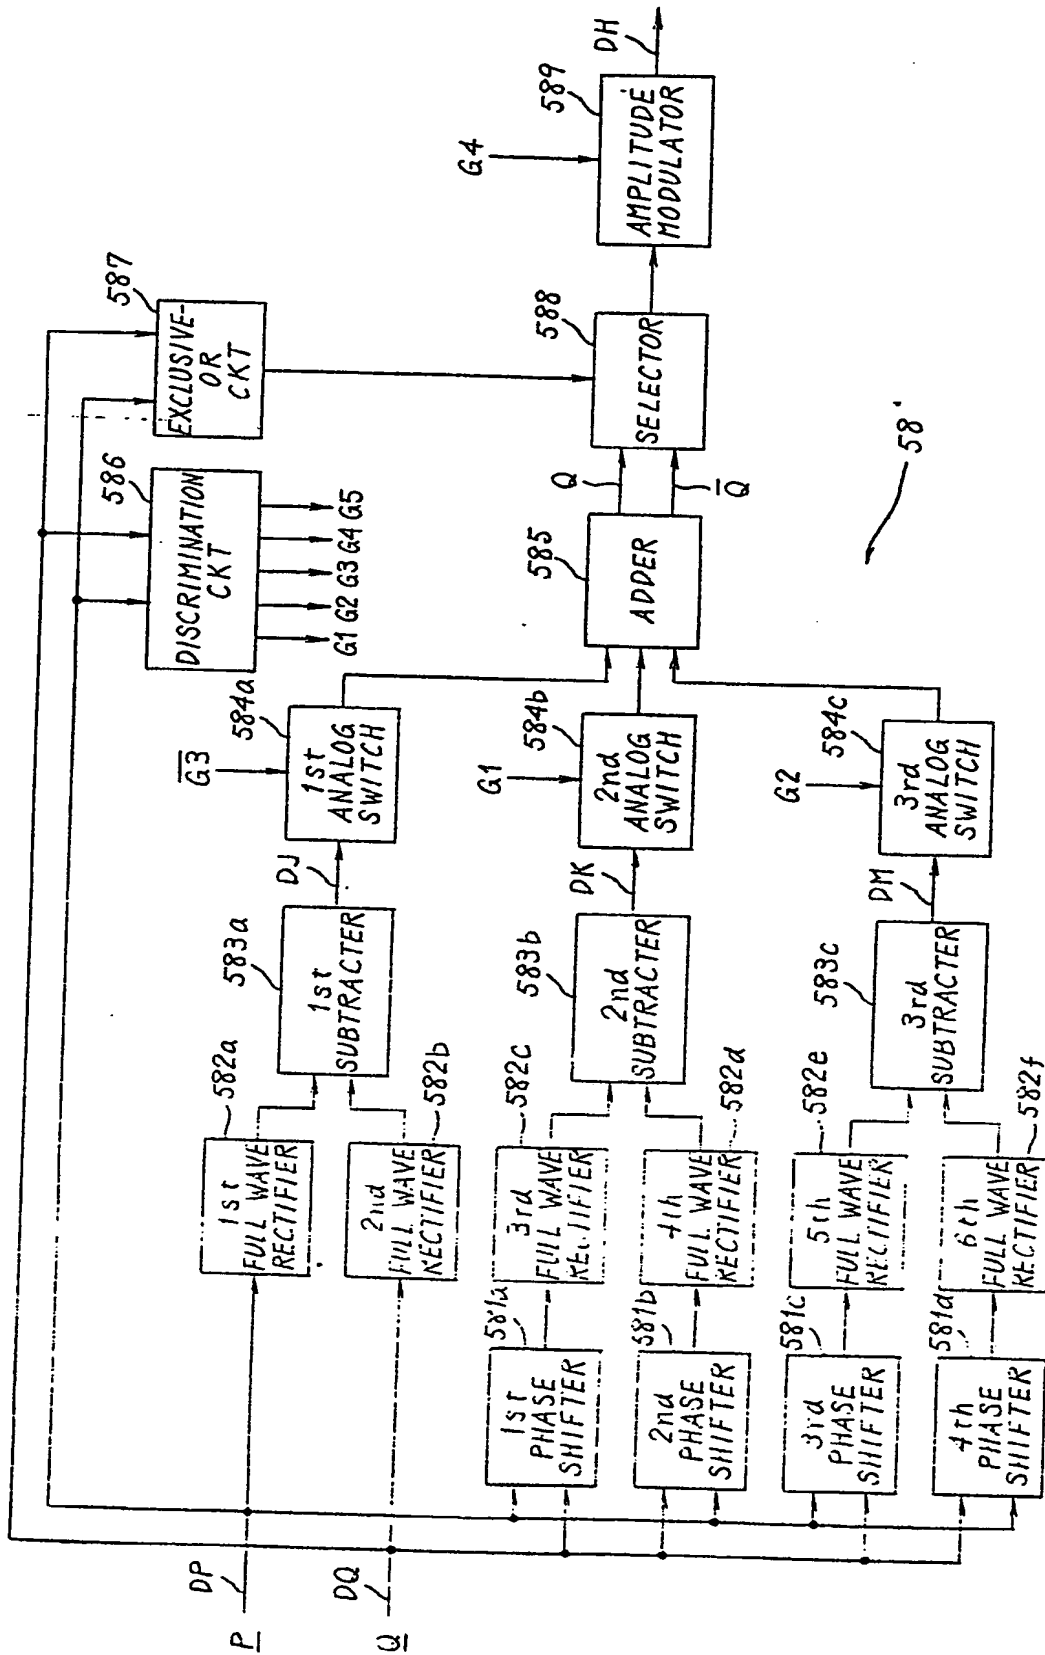 P
DP
Q
DQ
1st
PHASE
SHIFTER
581a
2nd
PHASE
SHIFTER
581b
3rd
PHASE
SHIFTER
581c
4th
PHASE
SHIFTER
581d
1st
FULL WAVE
RECTIFIER
582a
2nd
FULL WAVE
RECTIFIER
582b
3rd
FULL WAVE
RECTIFIER
582c
4th
FULL WAVE
RECTIFIER
582d
5th
FULL WAVE
RECTIFIER
582e
6th
FULL WAVE
RECTIFIER
582f
1st
SUBTRACTER
583a
2nd
SUBTRACTER
583b
3rd
SUBTRACTER
583c
DJ
DK
DM
G3
1st
ANALOG
SWITCH
584a
G1
2nd
ANALOG
SWITCH
584b
G2
3rd
ANALOG
SWITCH
584c
DISCRIMINATION
CKT
586
G1 G2 G3 G4 G5
ADDER
585
Q
Q̅
EXCLUSIVE-
OR
CKT
587
SELECTOR
588
G4
AMPLITUDE
MODULATOR
589
DH
58'